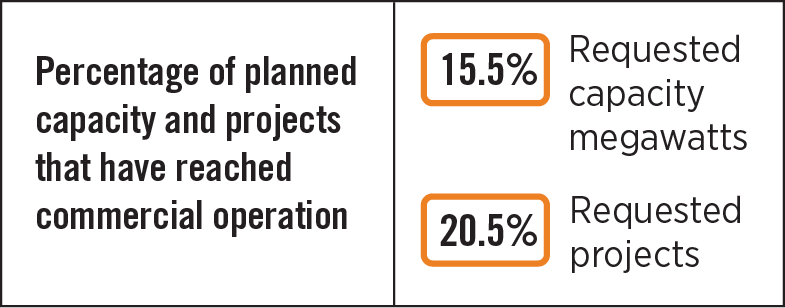 Percentage of planned
capacity and projects
that have reached
commercial operation
15.5%
Requested
capacity
megawatts
20.5%
Requested
projects